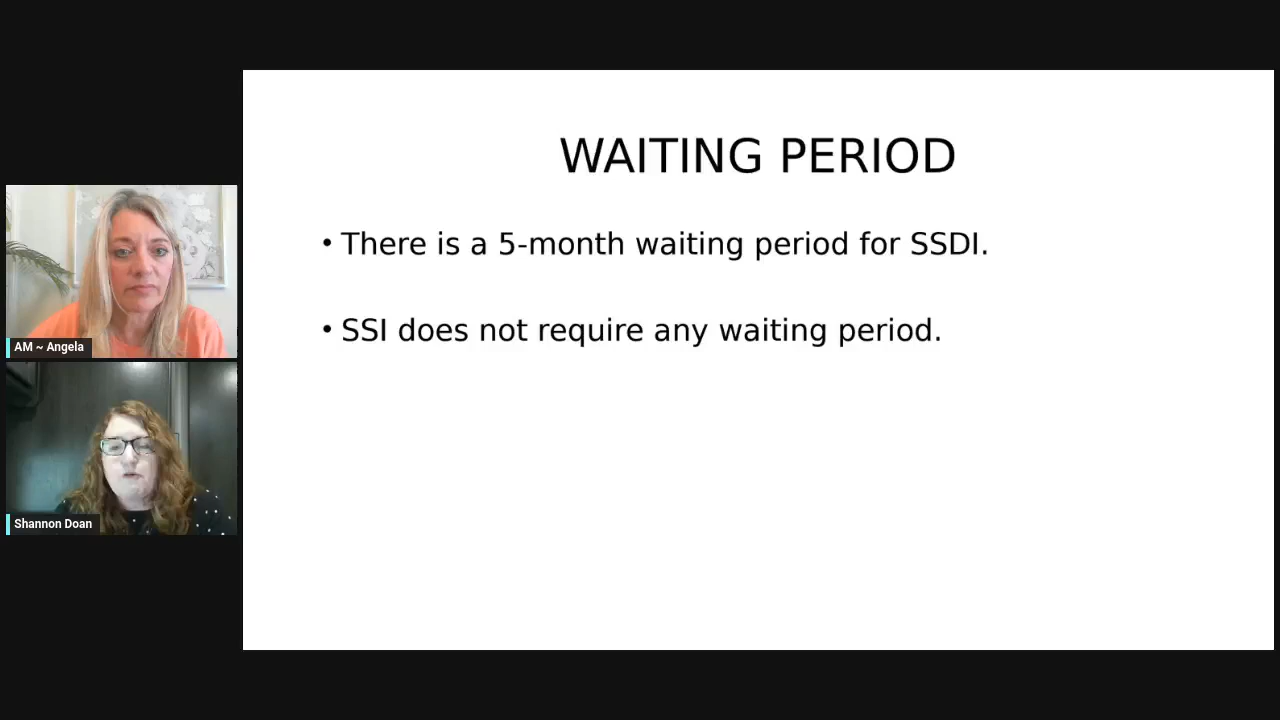 WAITING PERIOD
• There is a 5-month waiting period for SSDI.
• SSI does not require any waiting period.
AM ~ Angela
Shannon Doan